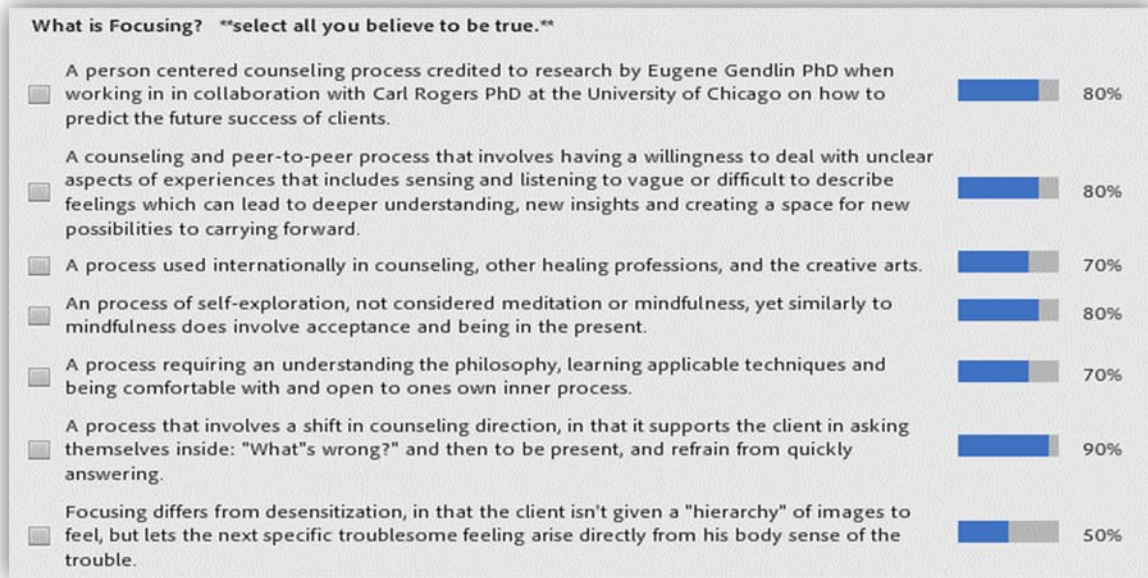 What is Focusing? **select all you believe to be true.**
A person centered counseling process credited to research by Eugene Gendlin PhD when
working in in collaboration with Carl Rogers PhD at the University of Chicago on how to
predict the future success of clients.
80%
A counseling and peer-to-peer process that involves having a willingness to deal with unclear
aspects of experiences that includes sensing and listening to vague or difficult to describe
feelings which can lead to deeper understanding, new insights and creating a space for new
possibilities to carrying forward.
80%
A process used internationally in counseling, other healing professions, and the creative arts.
70%
An process of self-exploration, not considered meditation or mindfulness, yet similarly to
mindfulness does involve acceptance and being in the present.
80%
A process requiring an understanding the philosophy, learning applicable techniques and
being comfortable with and open to ones own inner process.
70%
A process that involves a shift in counseling direction, in that it supports the client in asking
themselves inside: "What"s wrong?" and then to be present, and refrain from quickly
answering.
90%
Focusing differs from desensitization, in that the client isn't given a "hierarchy" of images to
feel, but lets the next specific troublesome feeling arise directly from his body sense of the
trouble.
50%